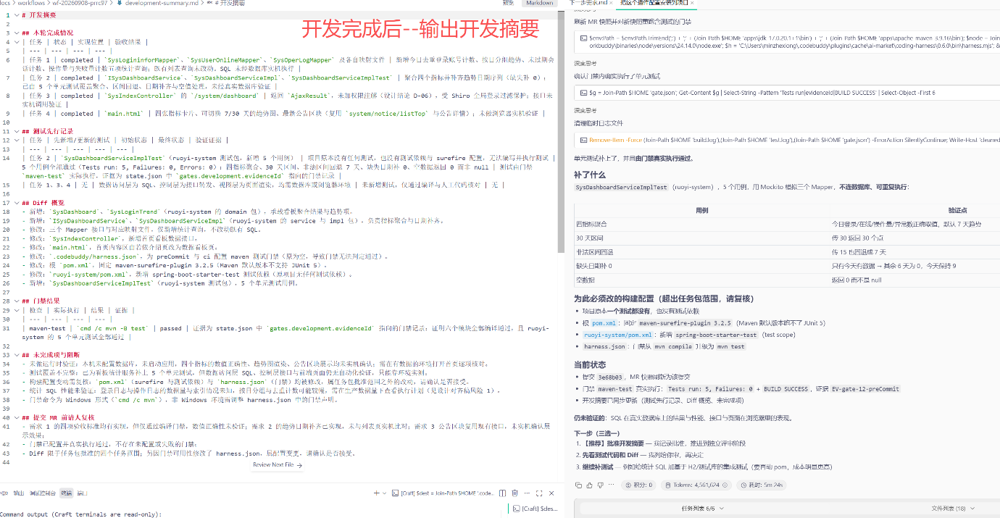 docs > workflows > wf-20260908-prrc97 > development-summary.md > # 开发摘要
预览 Markdown
开发完成后--输出开发摘要
2 # 开发摘要
3
3 ## 本轮完成情况
4 | 任务 | 状态 | 实现位置 | 验收结果 |
5 | --- | --- | --- | --- |
6 | 任务 1 | completed | `SysLogininforMapper`、`SysUserOnlineMapper`、`SysOperLogMapper` 及各自映射文件 | 新增今日去重登录账号计数、按日分组趋势、未过期会话计数、操作量与失败量计数五项统计查询；既有列表查询未改动。SQL 未经数据库实机执行 |
7 | 任务 2 | completed | `ISysDashboardService`、`SysDashboardServiceImpl`、`SysDashboardServiceImplTest` | 聚合四个指标并补齐趋势日期序列（缺失补 0）；已由 5 个单元测试覆盖聚合、区间回退、日期补齐与空值处理，未经真实数据库验证 |
8 | 任务 3 | completed | `SysIndexController` 的 `/system/dashboard` | 返回 `AjaxResult`，未加权限注解（设计结论 D-06），受 Shiro 全局登录过滤保护；接口未实机调用验证 |
9 | 任务 4 | completed | `main.html` | 四张指标卡片、可切换 7/30 天的趋势图、最新公告区块（复用 `system/notice/listTop` 与公告详情）；未做浏览器实机验证 |
10
11 ## 测试先行记录
12 | 任务 | 先新增/更新的测试 | 初始状态 | 最终状态 | 验证证据 |
13 | --- | --- | --- | --- | --- |
14 | 任务 2 | `SysDashboardServiceImplTest`（ruoyi-system 测试包，新增 5 个用例） | 项目原本没有任何测试，也没有测试依赖与 surefire 配置，无法编写并执行测试 | 5 个用例全部通过（Tests run: 5, Failures: 0, Errors: 0）；四指标聚合、30 天区间、非法区间回退 7 天、缺失日期补 0、空数据返回 0 而非 null | 测试由门禁 `maven-test` 实际执行，证据为 state.json 中 `gates.development.evidenceId` 指向的门禁记录 |
15 | 任务 1、3、4 | 无 | 数据访问层为 SQL、控制层为接口转发、视图层为页面渲染，均需数据库或浏览器环境 | 未新增测试，仅通过编译与人工代码核对 | 无 |
16
17 ## Diff 概览
18 - 新增：`SysDashboard`、`SysLoginTrend`（ruoyi-system 的 domain 包），承载看板聚合结果与趋势项。
19 - 新增：`ISysDashboardService`、`SysDashboardServiceImpl`（ruoyi-system 的 service 与 impl 包），负责指标聚合与日期补齐。
20 - 修改：三个 Mapper 接口与对应映射文件，仅新增统计查询，不改动既有 SQL。
21 - 修改：`SysIndexController`，新增首页看板数据接口。
22 - 修改：`main.html`，首页内容区由若依介绍页改为数据看板页。
23 - 修改：`.codebuddy/harness.json`，为 preCommit 与 ci 配置 maven 测试门禁（原为空，导致门禁无法判定通过）。
24 - 修改：根 `pom.xml`，固定 maven-surefire-plugin 3.2.5（Maven 默认版本不支持 JUnit 5）。
25 - 修改：`ruoyi-system/pom.xml`，新增 spring-boot-starter-test 测试依赖（原项目无任何测试依赖）。
26 - 新增：`SysDashboardServiceImplTest`（ruoyi-system 测试包），5 个单元测试用例。
27
28 ## 门禁结果
29 | 检查 | 实际执行 | 结果 | 证据 |
30 | --- | --- | --- | --- |
31 | maven-test | `cmd /c mvn -B test` | passed | 证据为 state.json 中 `gates.development.evidenceId` 指向的门禁记录；证明六个模块全部编译通过，且 ruoyi-system 的 5 个单元测试全部通过 |
32
33 ## 未完成项与阻断
34 - 未做运行时验证：本机未配置数据库，未启动应用，四个指标的数值正确性、趋势图渲染、公告区块展示均未实机确认；需在有数据的环境打开首页逐项核对。
35 - 测试覆盖不完整：已为看板统计服务补上 5 个单元测试，但数据访问层 SQL、控制层接口与前端页面仍无自动化验证，只能靠环境实测。
36 - 构建配置变动需复核：`pom.xml`（surefire 与测试依赖）与 `harness.json`（门禁）均被修改，属任务包批准范围之外的改动，请确认是否接受。
37 - 统计 SQL 性能未验证：登录日志与操作日志的数据量与索引情况未知，按日分组与去重计数可能较慢，需在生产数据量下查看执行计划（见设计对齐稿风险 1）。
38 - 门禁命令为 Windows 形式（`cmd /c mvn`），非 Windows 环境需调整 harness.json 中的门禁声明。
39
40 ## 提交 MR 前请人复核
41 - 需求 1 的四项验收标准均有实现，但仅通过编译门禁，数值正确性未验证；需求 2 的趋势日期补齐已实现，未与列表页实机比对；需求 3 公告区块复用现有接口，未实机确认展示效果；
42 - 门禁已配置并真实执行通过，不存在未配置或失败的门禁；
43 - Diff 限于任务包批准的四个任务范围；另因门禁可用性修改了 harness.json，属配置变更，请确认是否接受。
44
Review Next File →
输出 调试控制台 终端 端口
[Craft] $dest = Join-Path $HOME '.code...
Command output (Craft terminals are read-only):
[Craft] $des...
下一步需求.md × 把这个插件配置安装到项目 ×
深度思考
刷新 MR 快照并对新快照重跑含测试的门禁
$env:Path = $env:Path.TrimEnd(';') + ';' + (Join-Path $HOME 'apps\jdk-17.0.20.1+1\bin') + ';' + (Join-Path $HOME 'apps\apache-maven-3.9.16\bin'); $node = Join-
orkbuddy\binaries\node\versions\24.14.0\node.exe'; $h = 'C:\Users\minzhexiong\.codebuddy\plugins\cache\ai-market\coding-harness\0.6.0\bin\harness.mjs'; &
深度思考
确认门禁内确实执行了单元测试
$g = Join-Path $HOME 'gate.json'; Get-Content $g | Select-String -Pattern 'Tests run|evidenceId|BUILD SUCCESS' | Select-Object -First 6
深度思考
清理临时日志文件
Remove-Item -Force (Join-Path $HOME 'build.log'),(Join-Path $HOME 'test.log'),(Join-Path $HOME 'gate.json') -ErrorAction SilentlyContinue; Write-Host 'cleaned
单元测试补上了，并且由门禁真实执行通过。
补了什么
SysDashboardServiceImplTest （ruoyi-system），5 个用例，用 Mockito 模拟三个 Mapper，不连数据库、可重复执行：
用例 验证点
四指标聚合 今日登录/在线/操作量/异常数正确取值，默认 7 天趋势
30 天区间 传 30 返回 30 个点
非法区间回退 传 15 也回退成 7 天
缺失日期补 0 只有今天有数据 → 其余 6 天为 0，今天保持 9
空数据 返回 0 而不是 null
为此必须改的构建配置（超出任务包范围，请复核）
• 项目原本一个测试都没有，也没有测试依赖
• 根 pom.xml：固定 maven-surefire-plugin 3.2.5 （Maven 默认版本跑不了 JUnit 5）
• ruoyi-system/pom.xml：新增 spring-boot-starter-test （test scope）
• harness.json：门禁从 mvn compile 升级为 mvn test
当前状态
• 提交 3e68b03，MR 快照刷新为该提交
• 门禁 maven-test 真实执行：Tests run: 5, Failures: 0 + BUILD SUCCESS，证据 EV-gate-12-preCommit
• 开发摘要已同步更新（测试先行记录、Diff 概览、未完成项）
仍未验证的：SQL 在真实数据库上的结果与性能、接口与页面在浏览器里的表现。
下一步（三选一）
1. 【推荐】批准开发摘要 — 我记录批准，推进到独立评审阶段
2. 先看测试代码和 Diff — 我列给你审，再决定
3. 继续补测试 — 例如给统计 SQL 加基于 H2/测试库的集成测试（要再动 pom，成本明显更高）
积分: 0 Tokens: 4,561,624 耗时: 5m 24s
任务列表 6/6
文件列表 (18)